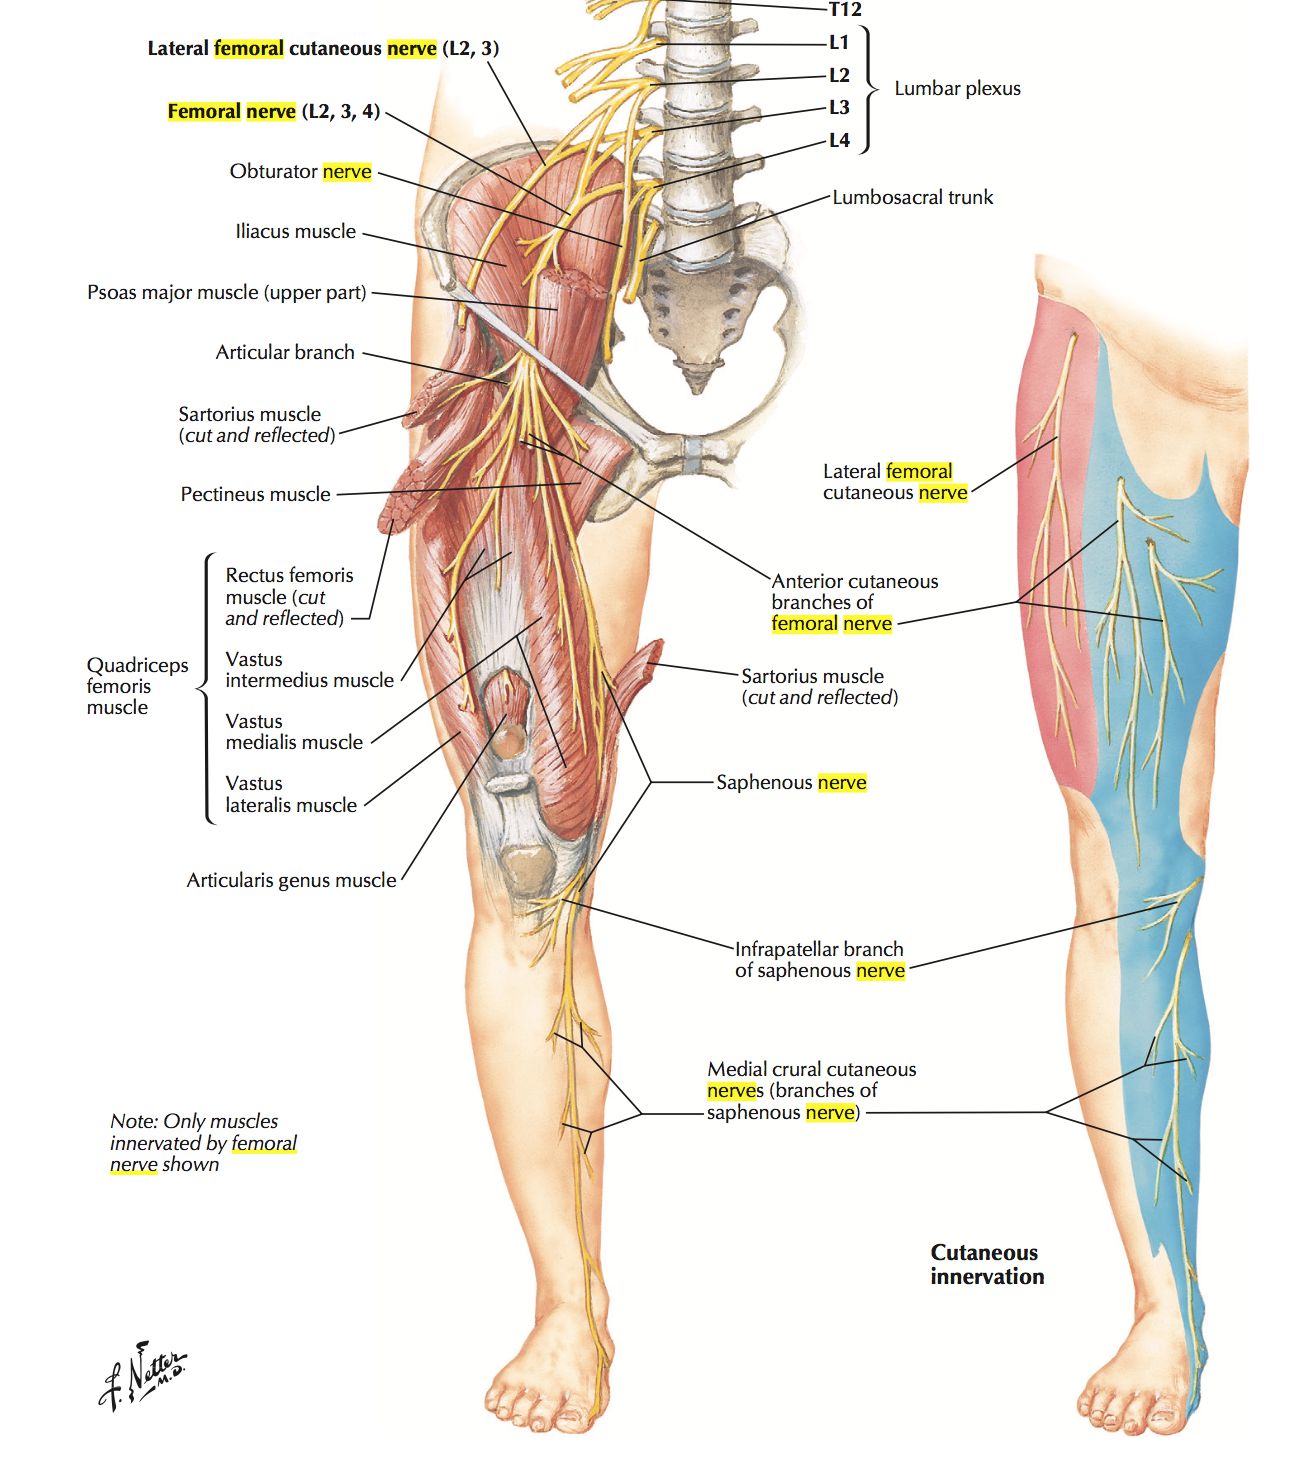 T12
Lateral femoral cutaneous nerve (L2, 3)
L1
L2
Lumbar plexus
Femoral nerve (L2, 3, 4)
L3
L4
Obturator nerve
Lumbosacral trunk
Iliacus muscle
Psoas major muscle (upper part)
Articular branch
Sartorius muscle
(cut and reflected)
Lateral femoral
cutaneous nerve
Pectineus muscle
Anterior cutaneous
branches of
femoral nerve
Quadriceps
femoris
muscle
Rectus femoris
muscle (cut
and reflected)
Vastus
intermedius muscle
Vastus
medialis muscle
Vastus
lateralis muscle
Sartorius muscle
(cut and reflected)
Saphenous nerve
Articularis genus muscle
Infrapatellar branch
of saphenous nerve
Medial crural cutaneous
nerves (branches of
saphenous nerve)
Note: Only muscles
innervated by femoral
nerve shown
Cutaneous
innervation
F. Netter
M.D.